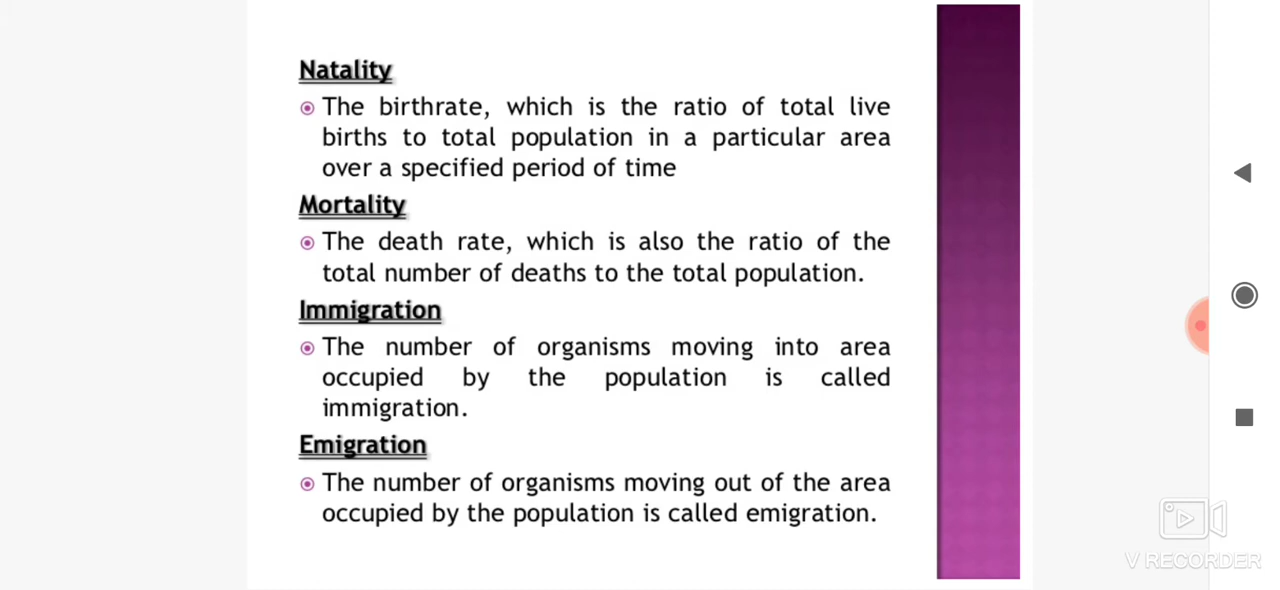 Natality
The birthrate, which is the ratio of total live
births to total population in a particular area
over a specified period of time
Mortality
The death rate, which is also the ratio of the
total number of deaths to the total population.
Immigration
The number of organisms moving into area
occupied by the population is called
immigration.
Emigration
The number of organisms moving out of the area
occupied by the population is called emigration.
V RECORDER